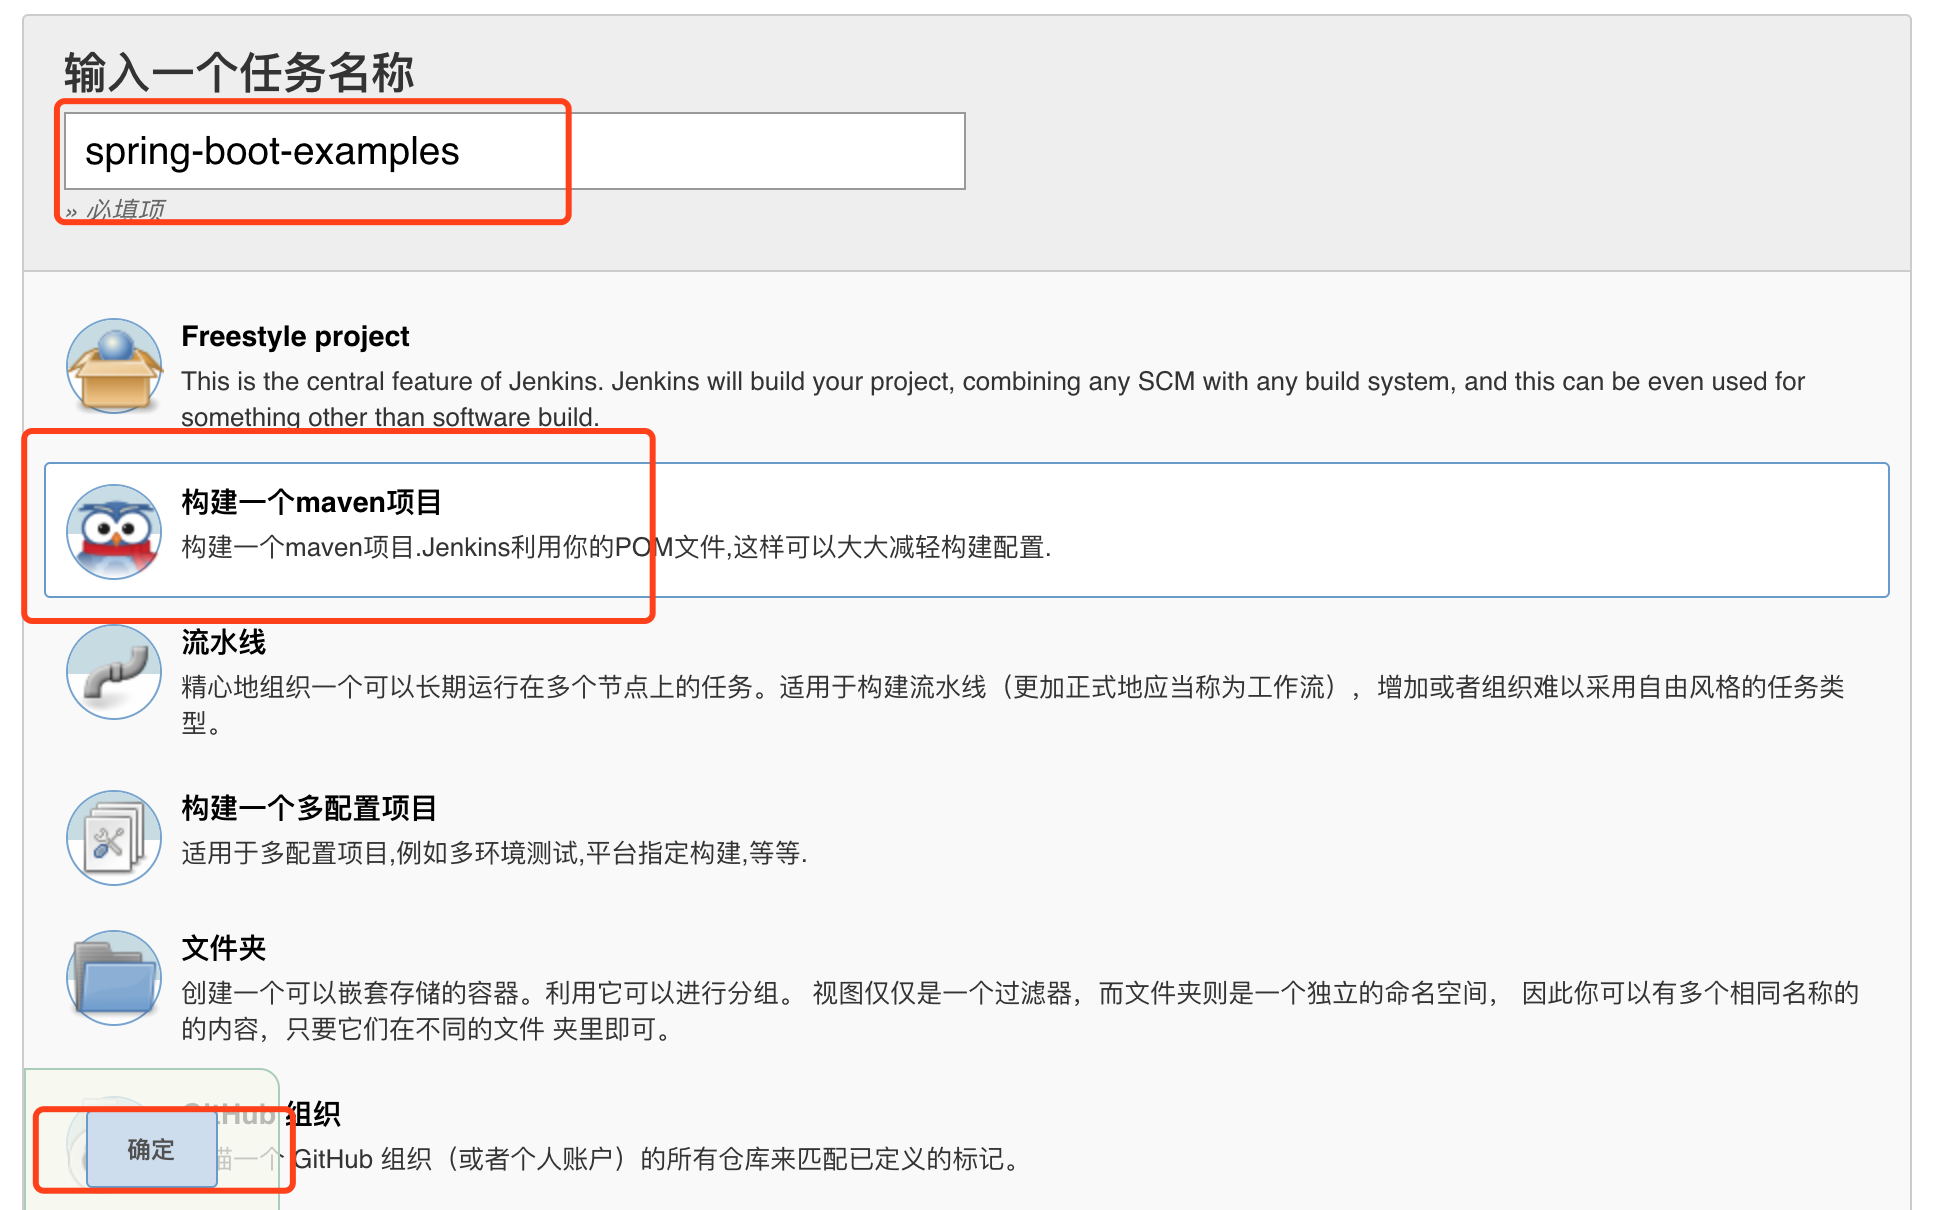 输入一个任务名称
spring-boot-examples
» 必填项
Freestyle project
This is the central feature of Jenkins. Jenkins will build your project, combining any SCM with any build system, and this can be even used for
something other than software build.
构建一个maven项目
构建一个maven项目.Jenkins利用你的POM文件,这样可以大大减轻构建配置.
流水线
精心地组织一个可以长期运行在多个节点上的任务。适用于构建流水线（更加正式地应当称为工作流），增加或者组织难以采用自由风格的任务类
型。
构建一个多配置项目
适用于多配置项目,例如多环境测试,平台指定构建,等等.
文件夹
创建一个可以嵌套存储的容器。利用它可以进行分组。 视图仅仅是一个过滤器，而文件夹则是一个独立的命名空间， 因此你可以有多个相同名称的
的内容，只要它们在不同的文件 夹里即可。
GitHub 组织
描一个 GitHub 组织（或者个人账户）的所有仓库来匹配已定义的标记。
确定